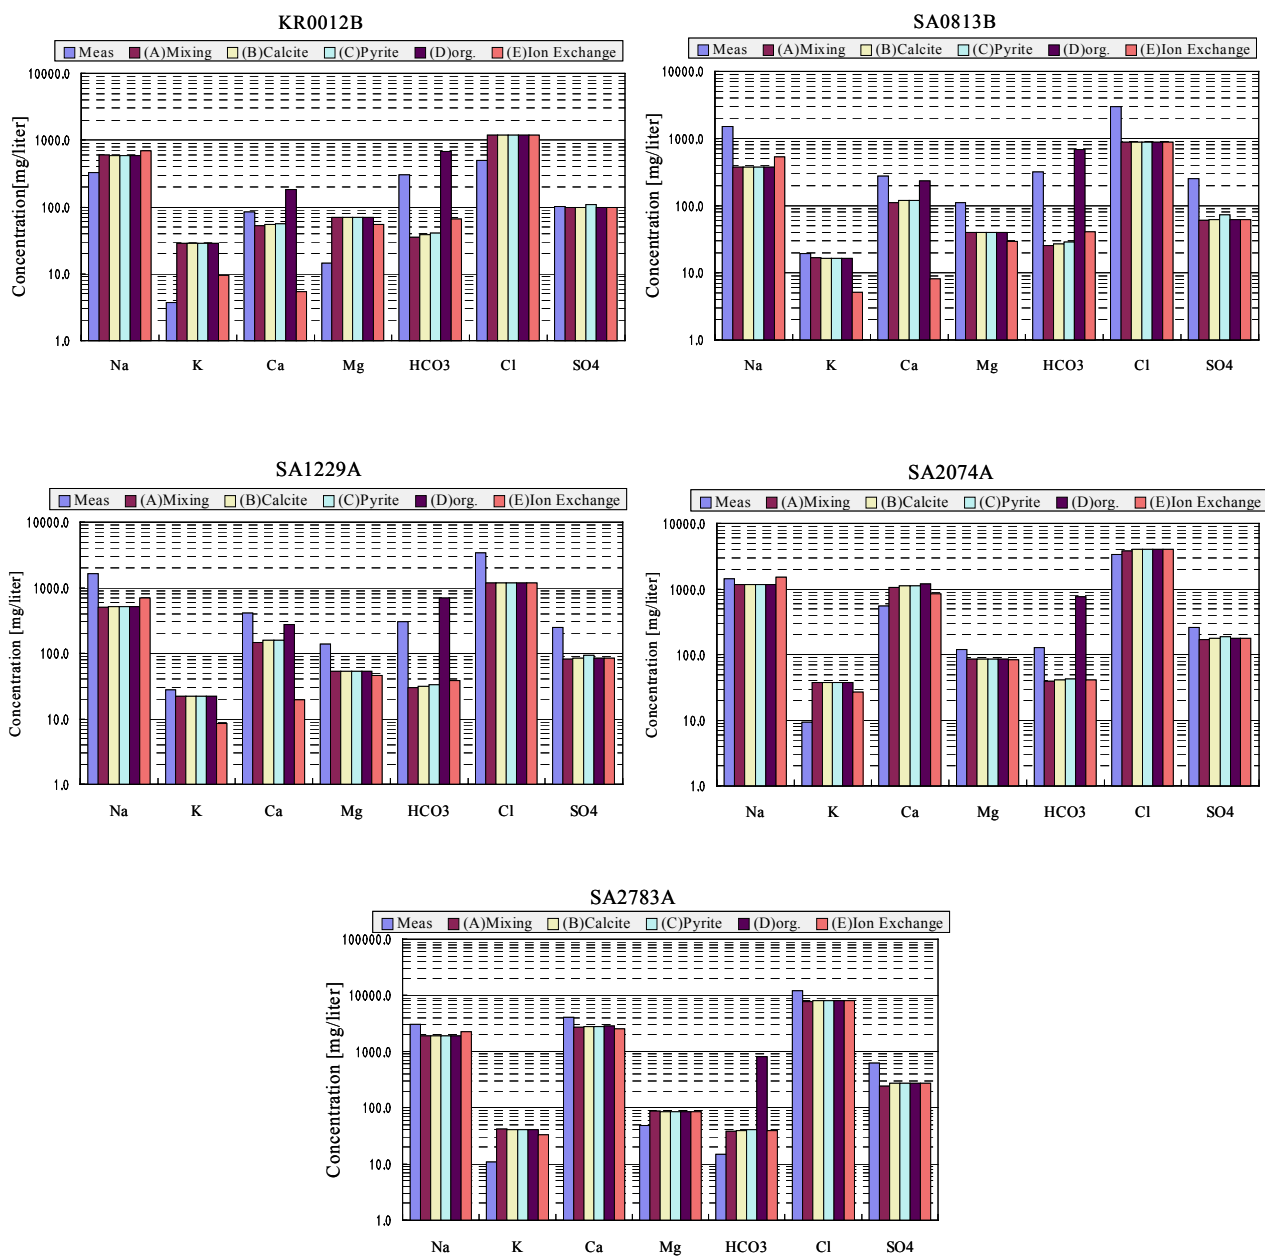 KR0012B
Meas (A)Mixing (B)Calcite (C)Pyrite (D)org. (E)Ion Exchange
Concentration[mg/liter]
10000.0
1000.0
100.0
10.0
1.0
Na K Ca Mg HCO3 Cl SO4
SA0813B
Meas (A)Mixing (B)Calcite (C)Pyrite (D)org. (E)Ion Exchange
Concentration [mg/liter]
10000.0
1000.0
100.0
10.0
1.0
Na K Ca Mg HCO3 Cl SO4
SA1229A
Meas (A)Mixing (B)Calcite (C)Pyrite (D)org. (E)Ion Exchange
Concentration [mg/liter]
10000.0
1000.0
100.0
10.0
1.0
Na K Ca Mg HCO3 Cl SO4
SA2074A
Meas (A)Mixing (B)Calcite (C)Pyrite (D)org. (E)Ion Exchange
Concentration [mg/liter]
10000.0
1000.0
100.0
10.0
1.0
Na K Ca Mg HCO3 Cl SO4
SA2783A
Meas (A)Mixing (B)Calcite (C)Pyrite (D)org. (E)Ion Exchange
Concentration [mg/liter]
100000.0
10000.0
1000.0
100.0
10.0
1.0
Na K Ca Mg HCO3 Cl SO4